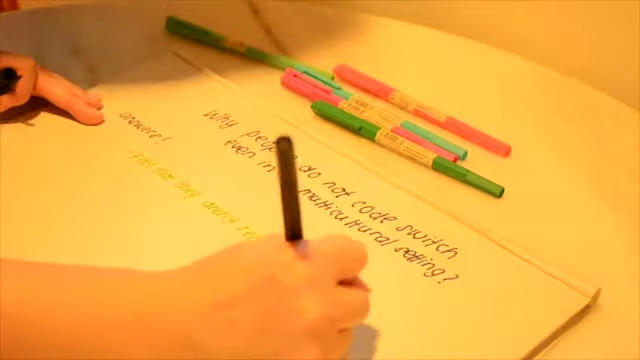 Why people do not code switch
even in multicultural setting?
answers!
-Feel that they aren't